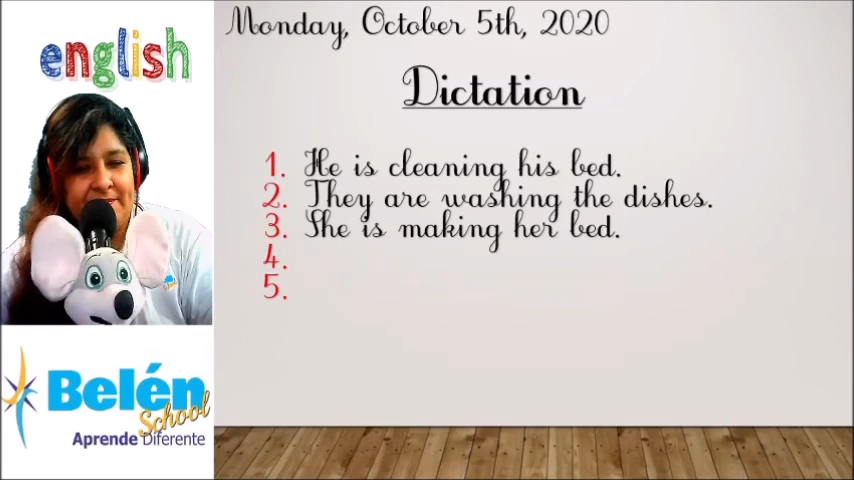 Monday, October 5th, 2020
english
Dictation
1. He is cleaning his bed.
2. They are washing the dishes.
3. She is making her bed.
4.
5.
Belén
School
Aprende Diferente